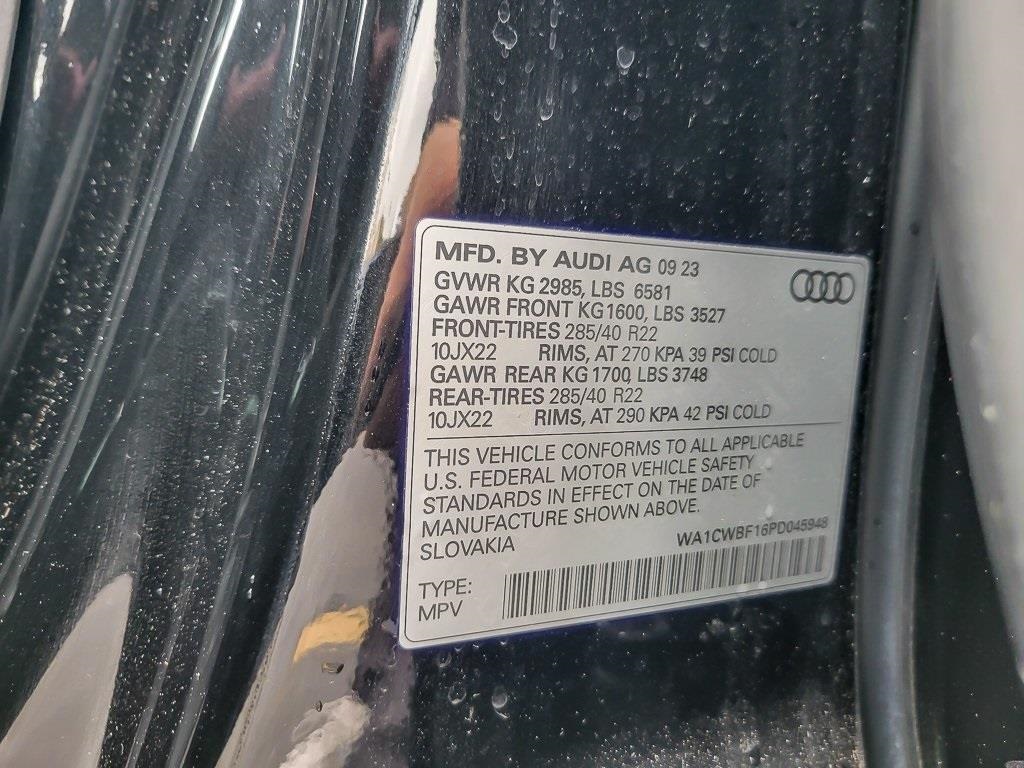 MFD. BY AUDI AG 09 23
GVWR KG 2985, LBS 6581
GAWR FRONT KG 1600, LBS 3527
FRONT-TIRES 285/40 R22
10JX22 RIMS, AT 270 KPA 39 PSI COLD
GAWR REAR KG 1700, LBS 3748
REAR-TIRES 285/40 R22
10JX22 RIMS, AT 290 KPA 42 PSI COLD
THIS VEHICLE CONFORMS TO ALL APPLICABLE
U.S. FEDERAL MOTOR VEHICLE SAFETY
STANDARDS IN EFFECT ON THE DATE OF
MANUFACTURE SHOWN ABOVE.
SLOVAKIA
WA1CWBF16PD045948
TYPE:
MPV